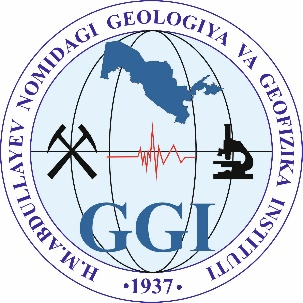 H.M.ABDULLAYEV NOMIDAGI GEOLOGIYA VA GEOFIZIKA INSTITUTI
GGI
·1937·